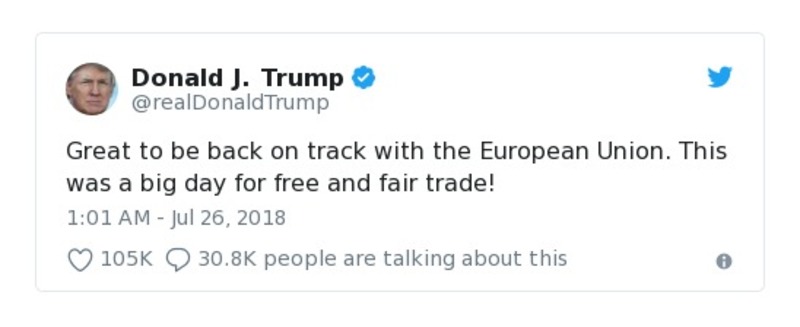 Donald J. Trump
@realDonaldTrump
Great to be back on track with the European Union. This
was a big day for free and fair trade!
1:01 AM - Jul 26, 2018
105K 30.8K people are talking about this